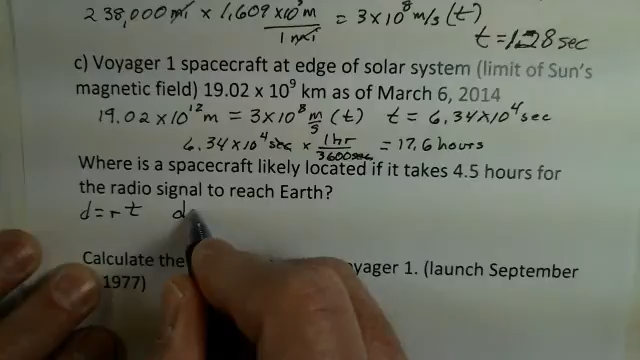 238,000 mi × 1,609 × 10³ m / 1 mi = 3 × 10⁸ m/s (t)
t = 1.28 sec
c) Voyager 1 spacecraft at edge of solar system (limit of Sun's
magnetic field) 19.02 x 10⁹ km as of March 6, 2014
19.02 × 10¹² m = 3 × 10⁸ m/s (t) t = 6.34 × 10⁴ sec
6.34 × 10⁴ sec × 1 hr / 3600 sec = 17.6 hours
Where is a spacecraft likely located if it takes 4.5 hours for
the radio signal to reach Earth?
d = r t d
Calculate the yager 1. (launch September
1977)